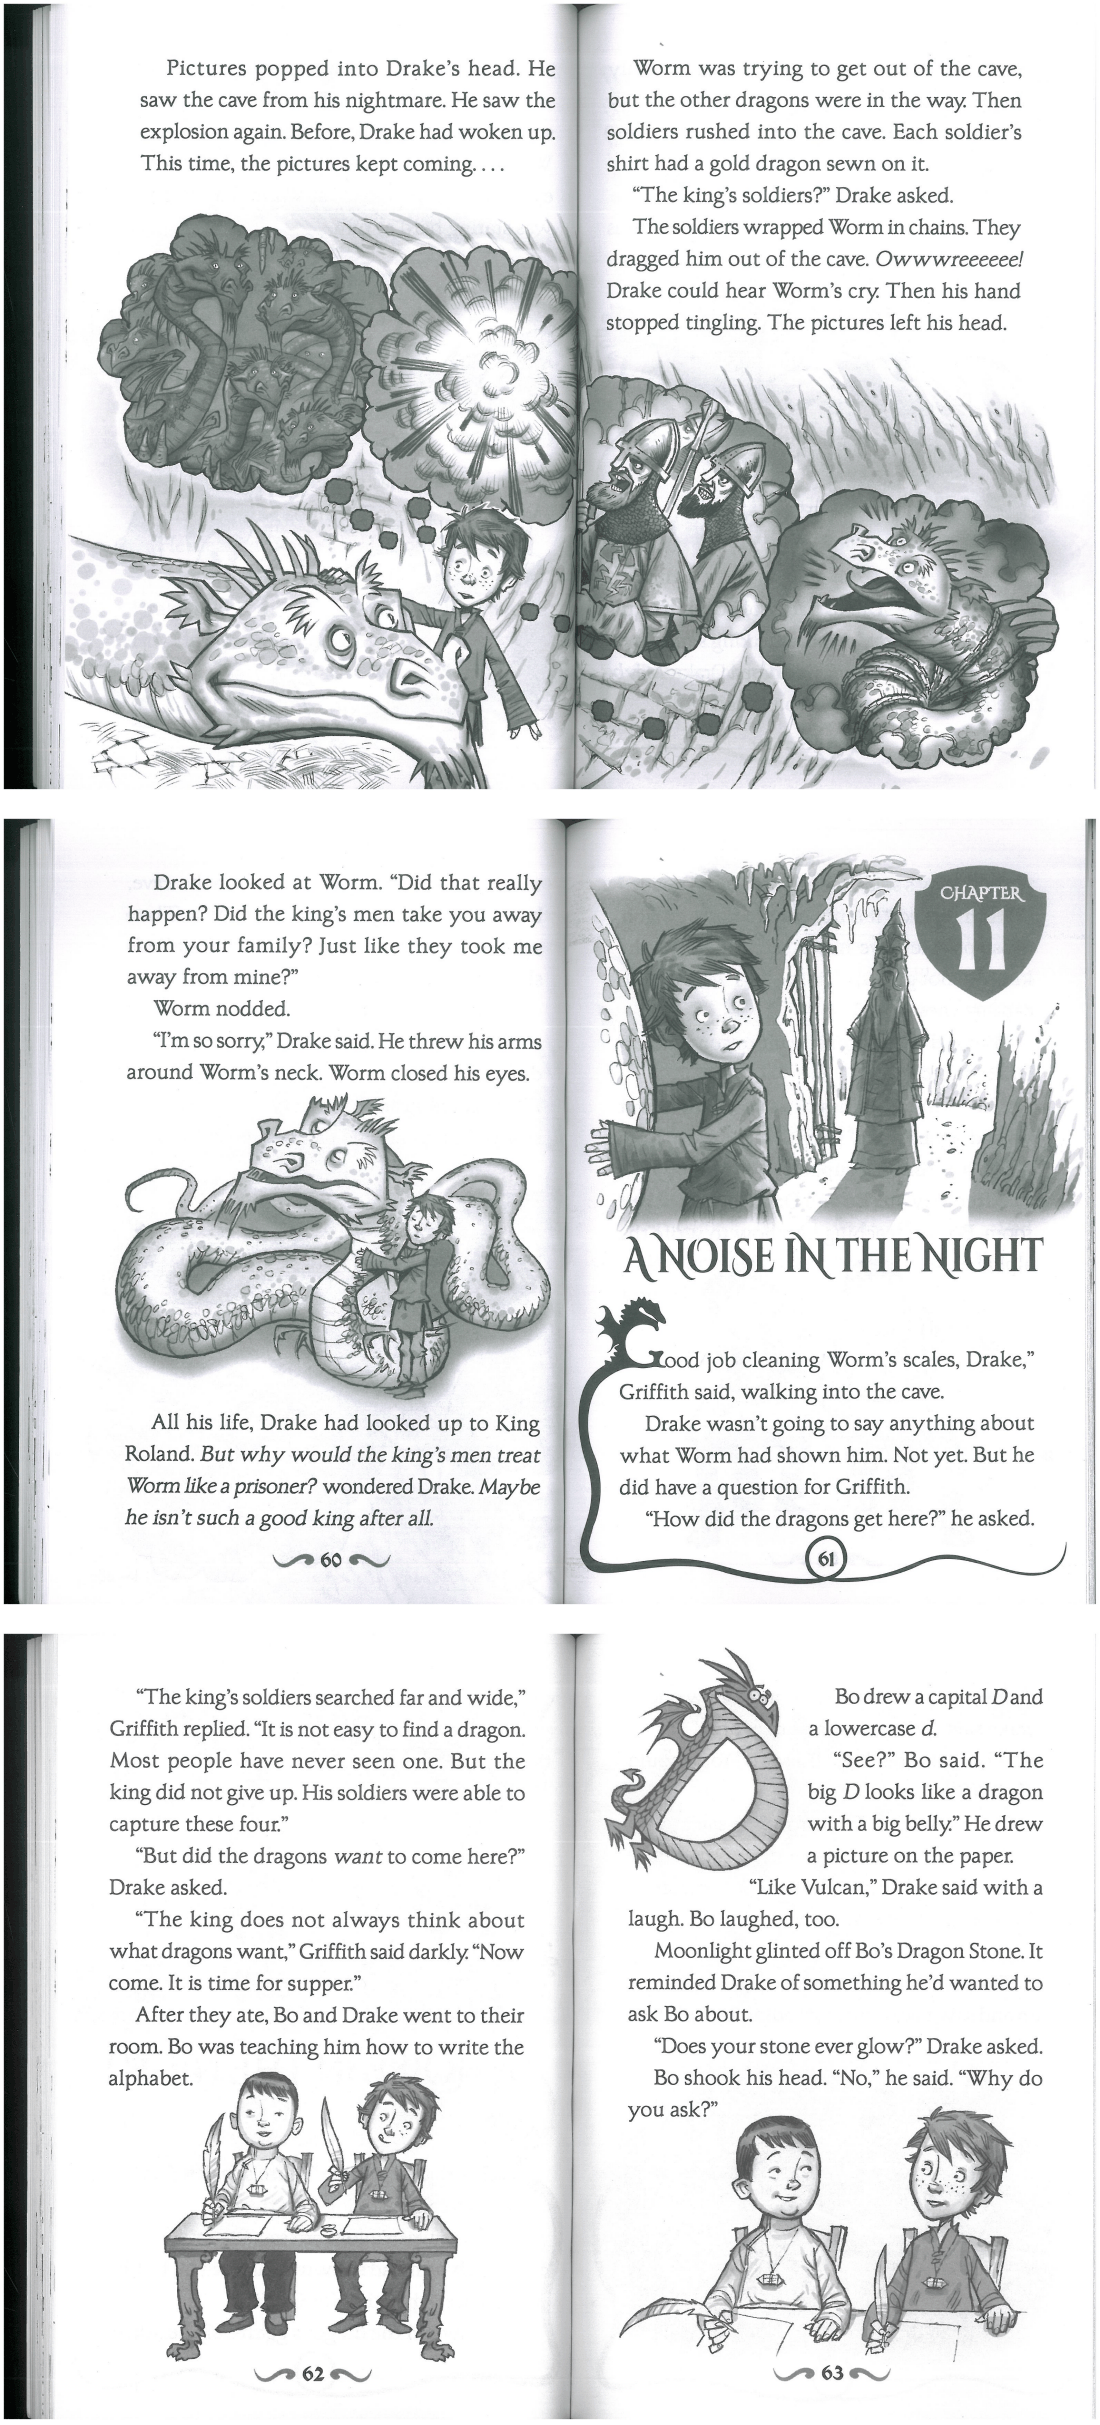 Pictures popped into Drake's head. He
saw the cave from his nightmare. He saw the
explosion again. Before, Drake had woken up.
This time, the pictures kept coming. . . .
Worm was trying to get out of the cave,
but the other dragons were in the way. Then
soldiers rushed into the cave. Each soldier's
shirt had a gold dragon sewn on it.
“The king's soldiers?” Drake asked.
The soldiers wrapped Worm in chains. They
dragged him out of the cave. Owwwreeeeee!
Drake could hear Worm's cry. Then his hand
stopped tingling. The pictures left his head.
Drake looked at Worm. “Did that really
happen? Did the king's men take you away
from your family? Just like they took me
away from mine?”
Worm nodded.
“I'm so sorry,” Drake said. He threw his arms
around Worm's neck. Worm closed his eyes.
All his life, Drake had looked up to King
Roland. But why would the king's men treat
Worm like a prisoner? wondered Drake. Maybe
he isn't such a good king after all.
60
CHAPTER
11
A NOISE IN THE NIGHT
Good job cleaning Worm's scales, Drake,”
Griffith said, walking into the cave.
Drake wasn't going to say anything about
what Worm had shown him. Not yet. But he
did have a question for Griffith.
“How did the dragons get here?” he asked.
61
“The king's soldiers searched far and wide,”
Griffith replied. “It is not easy to find a dragon.
Most people have never seen one. But the
king did not give up. His soldiers were able to
capture these four.”
“But did the dragons want to come here?”
Drake asked.
“The king does not always think about
what dragons want,” Griffith said darkly. “Now
come. It is time for supper.”
After they ate, Bo and Drake went to their
room. Bo was teaching him how to write the
alphabet.
62
Bo drew a capital D and
a lowercase d.
“See?” Bo said. “The
big D looks like a dragon
with a big belly.” He drew
a picture on the paper.
“Like Vulcan,” Drake said with a
laugh. Bo laughed, too.
Moonlight glinted off Bo's Dragon Stone. It
reminded Drake of something he'd wanted to
ask Bo about.
“Does your stone ever glow?” Drake asked.
Bo shook his head. “No,” he said. “Why do
you ask?”
63